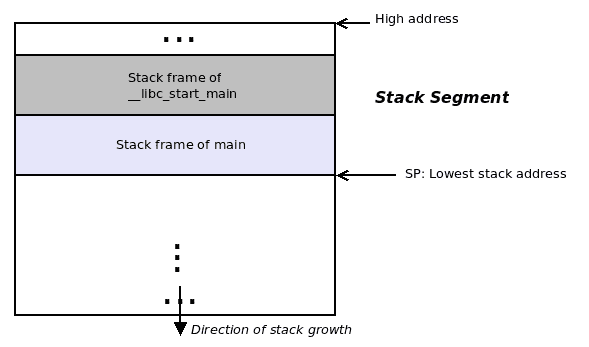 High address
...
Stack frame of
__libc_start_main
Stack Segment
Stack frame of main
SP: Lowest stack address
...
Direction of stack growth